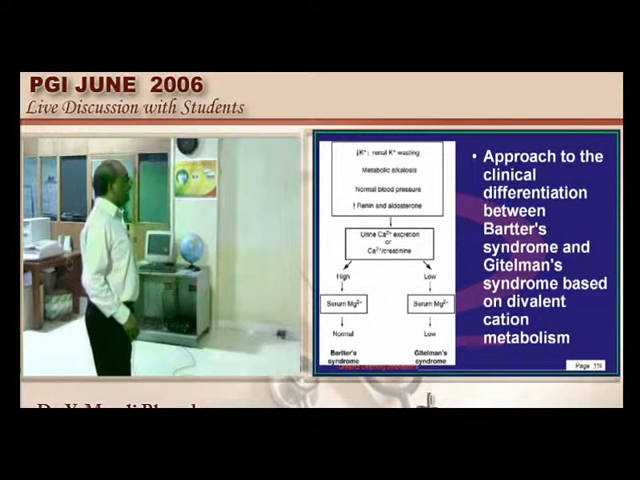 PGI JUNE 2006
Live Discussion with Students
↓K⁺; renal K⁺ wasting
Metabolic alkalosis
Normal blood pressure
↑ Renin and aldosterone
Urine Ca²⁺ excretion
or
Ca²⁺/creatinine
High
Low
Serum Mg²⁺
Serum Mg²⁺
Normal
Low
Bartter's
syndrome
Gitelman's
syndrome
• Approach to the
clinical
differentiation
between
Bartter's
syndrome and
Gitelman's
syndrome based
on divalent
cation
metabolism
Page